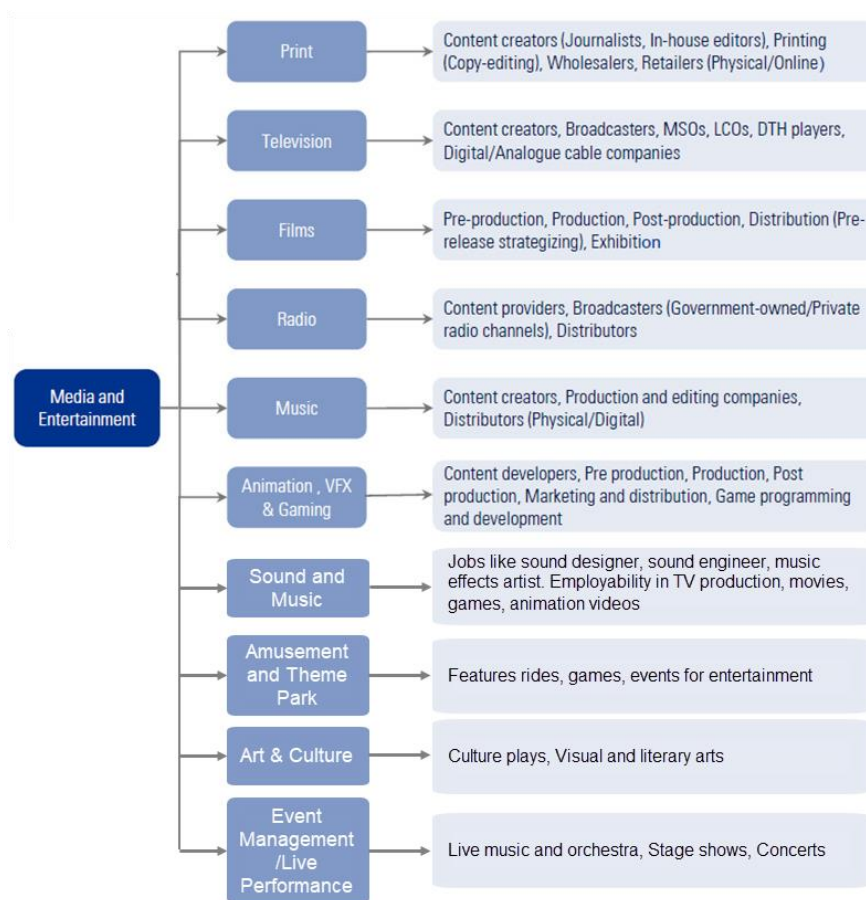 Print
Content creators (Journalists, In-house editors), Printing
(Copy-editing), Wholesalers, Retailers (Physical/Online)
Television
Content creators, Broadcasters, MSOs, LCOs, DTH players,
Digital/Analogue cable companies
Films
Pre-production, Production, Post-production, Distribution (Pre-
release strategizing), Exhibition
Radio
Content providers, Broadcasters (Government-owned/Private
radio channels), Distributors
Media and
Entertainment
Music
Content creators, Production and editing companies,
Distributors (Physical/Digital)
Animation , VFX
& Gaming
Content developers, Pre production, Production, Post
production, Marketing and distribution, Game programming
and development
Sound and
Music
Jobs like sound designer, sound engineer, music
effects artist. Employability in TV production, movies,
games, animation videos
Amusement
and Theme
Park
Features rides, games, events for entertainment
Art & Culture
Culture plays, Visual and literary arts
Event
Management
/Live
Performance
Live music and orchestra, Stage shows, Concerts